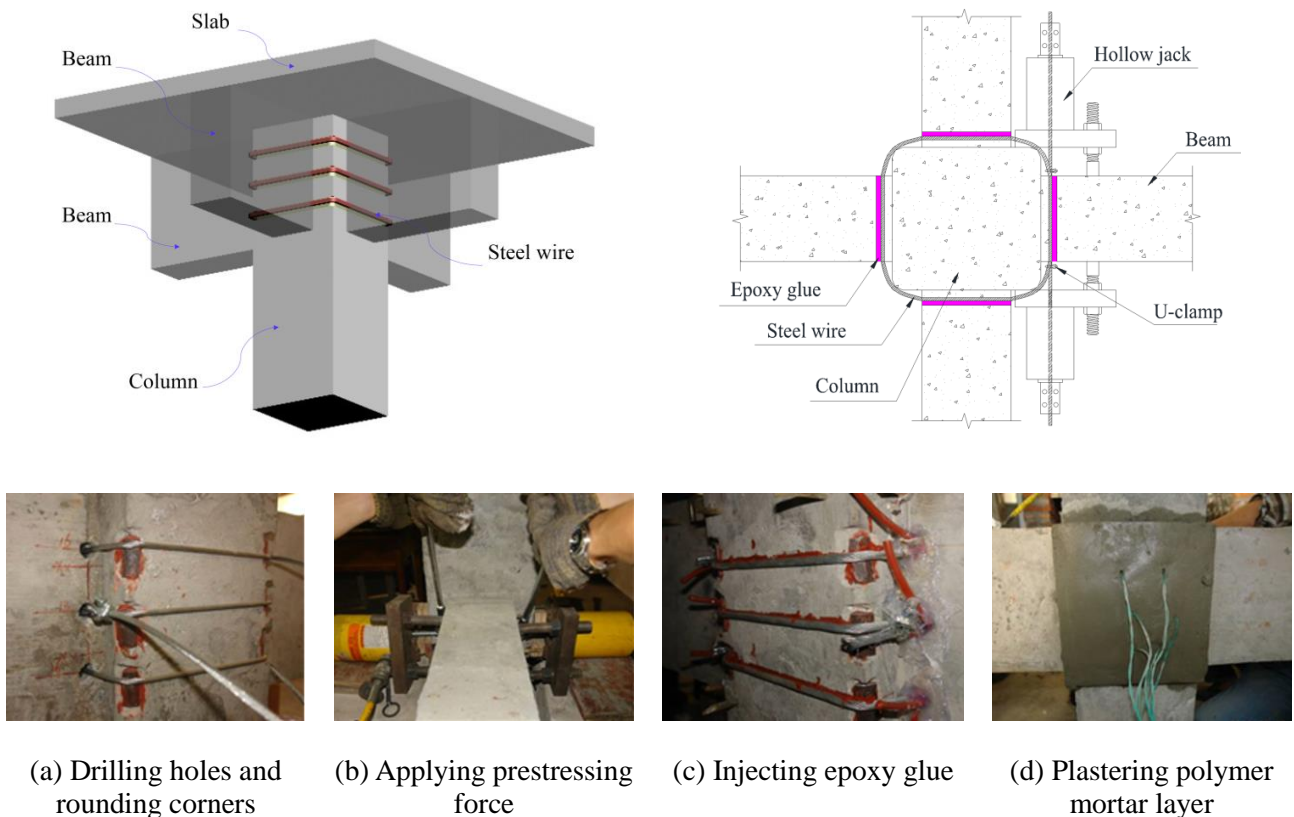 Slab
Beam
Beam
Steel wire
Column
Hollow jack
Beam
Epoxy glue
U-clamp
Steel wire
Column
(a) Drilling holes and
rounding corners
(b) Applying prestressing
force
(c) Injecting epoxy glue
(d) Plastering polymer
mortar layer